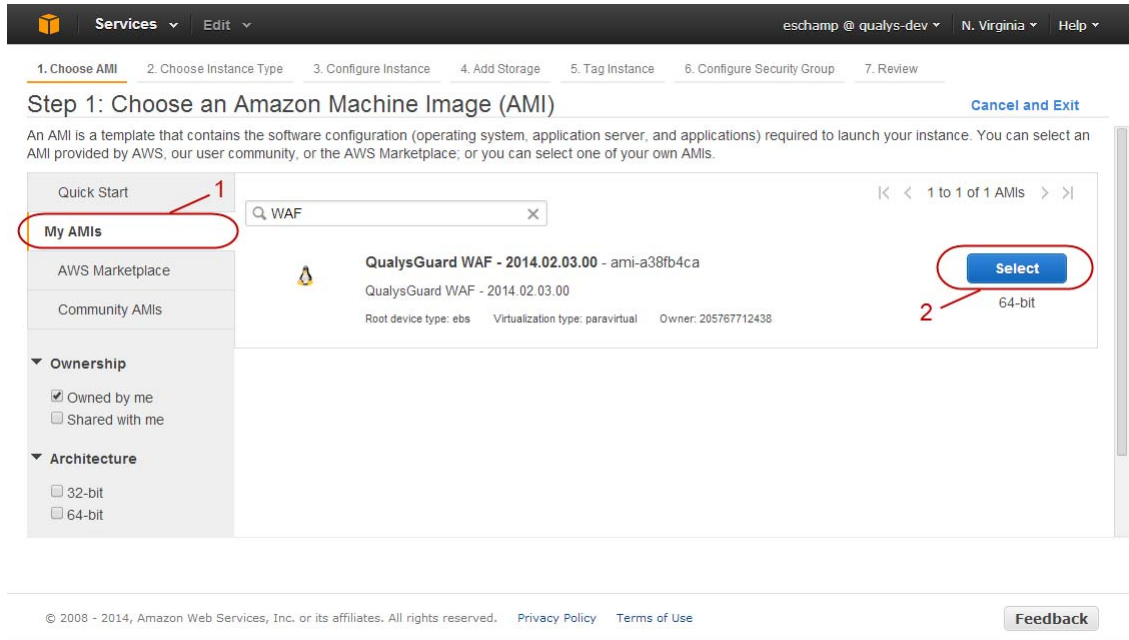 Services Edit eschamp @ qualys-dev N. Virginia Help
1. Choose AMI 2. Choose Instance Type 3. Configure Instance 4. Add Storage 5. Tag Instance 6. Configure Security Group 7. Review
Step 1: Choose an Amazon Machine Image (AMI) Cancel and Exit
An AMI is a template that contains the software configuration (operating system, application server, and applications) required to launch your instance. You can select an
AMI provided by AWS, our user community, or the AWS Marketplace; or you can select one of your own AMIs.
Quick Start
1
My AMIs
AWS Marketplace
Community AMIs
Ownership
Owned by me
Shared with me
Architecture
32-bit
64-bit
1 to 1 of 1 AMIs
WAF
QualysGuard WAF - 2014.02.03.00 - ami-a38fb4ca
QualysGuard WAF - 2014.02.03.00
Root device type: ebs Virtualization type: paravirtual Owner: 205767712438
Select
2
64-bit
© 2008 - 2014, Amazon Web Services, Inc. or its affiliates. All rights reserved. Privacy Policy Terms of Use Feedback